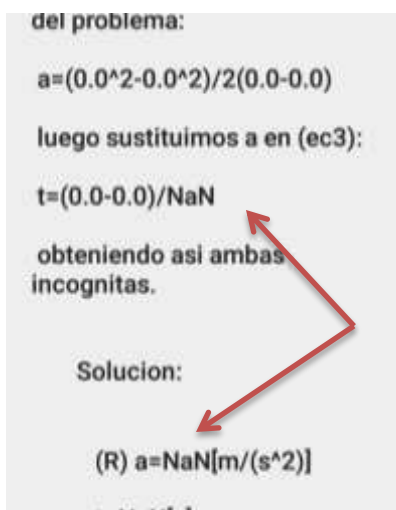 del problema:
a=(0.0^2-0.0^2)/2(0.0-0.0)
luego sustituimos a en (ec3):
t=(0.0-0.0)/NaN
obteniendo asi ambas
incognitas.
Solucion:
(R) a=NaN[m/(s^2)]